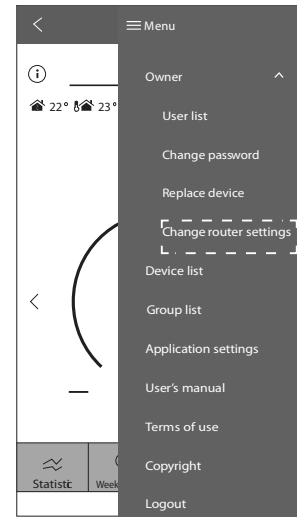 Menu
Owner
22° 23°
User list
Change password
Replace device
Change router settings
Device list
Group list
Application settings
User's manual
Terms of use
Copyright
Logout
Statistic Week